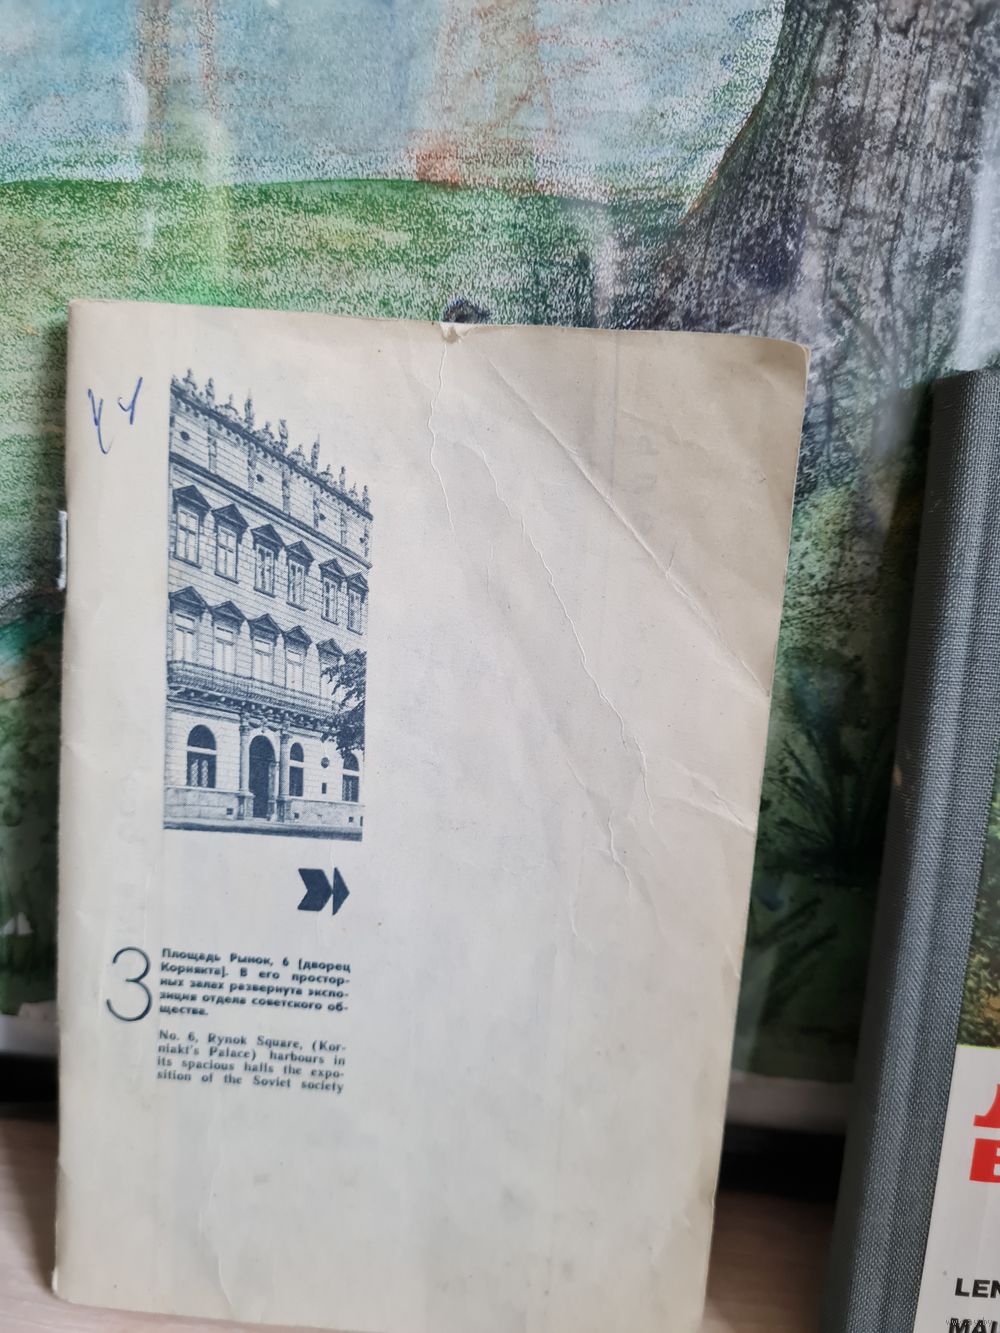 3
Площадь Рынок, 6 [дворец
Корнякта]. В его простор-
ных залах развернута экспо-
зиция отдела советского об-
щества.
No. 6, Rynok Square, (Kor-
niakt's Palace) harbours in
its spacious halls the expo-
sition of the Soviet society
LEN
MAU